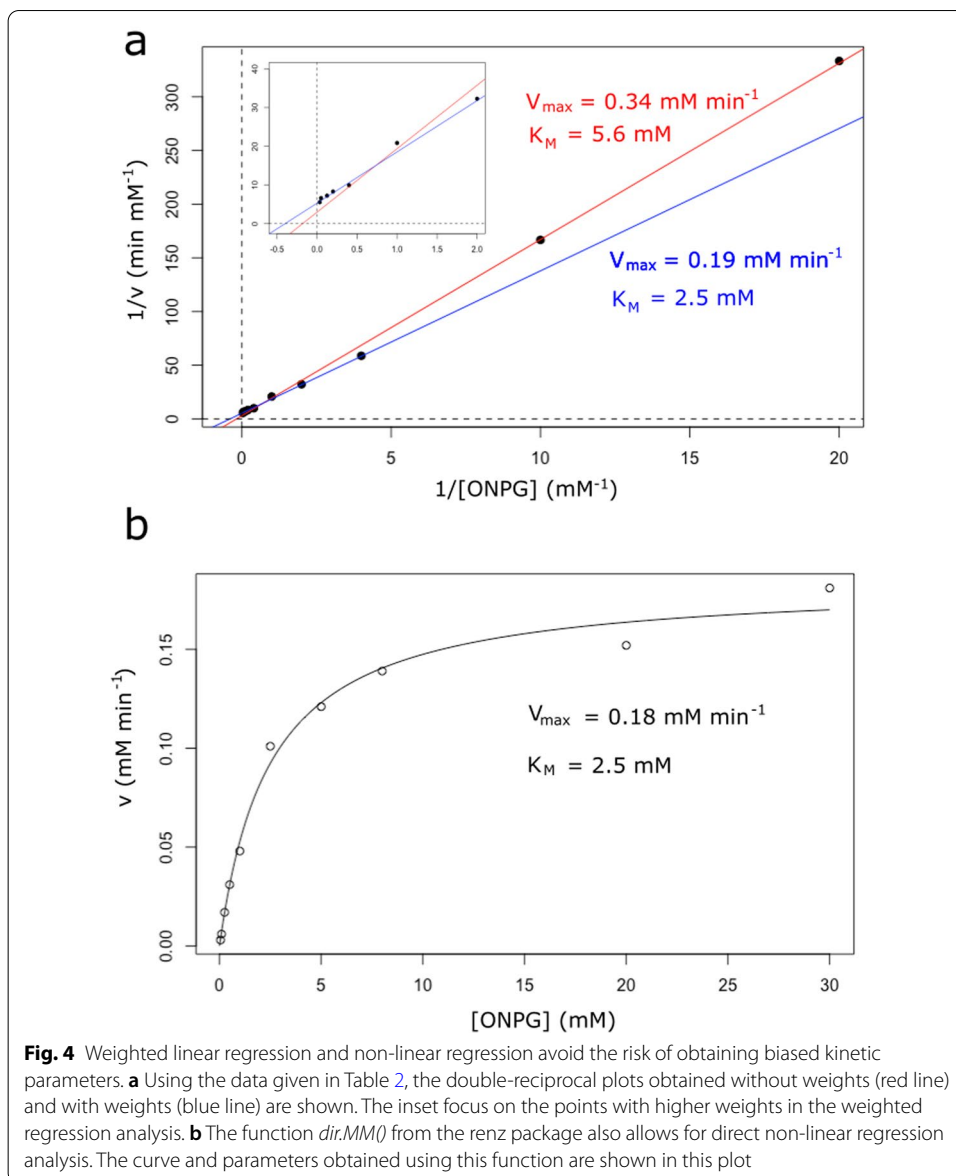 a
V_max = 0.34 mM min⁻¹
K_M = 5.6 mM
V_max = 0.19 mM min⁻¹
K_M = 2.5 mM
40
30
20
10
0
-0.5 0.0 0.5 1.0 1.5 2.0
300
250
200
150
100
50
0
1/v (min mM⁻¹)
0 5 10 15 20
1/[ONPG] (mM⁻¹)
b
0.15
0.10
0.05
0.00
v (mM min⁻¹)
V_max = 0.18 mM min⁻¹
K_M = 2.5 mM
0 5 10 15 20 25 30
[ONPG] (mM)
Fig. 4 Weighted linear regression and non-linear regression avoid the risk of obtaining biased kinetic
parameters. a Using the data given in Table 2, the double-reciprocal plots obtained without weights (red line)
and with weights (blue line) are shown. The inset focus on the points with higher weights in the weighted
regression analysis. b The function dir.MM() from the renz package also allows for direct non-linear regression
analysis. The curve and parameters obtained using this function are shown in this plot